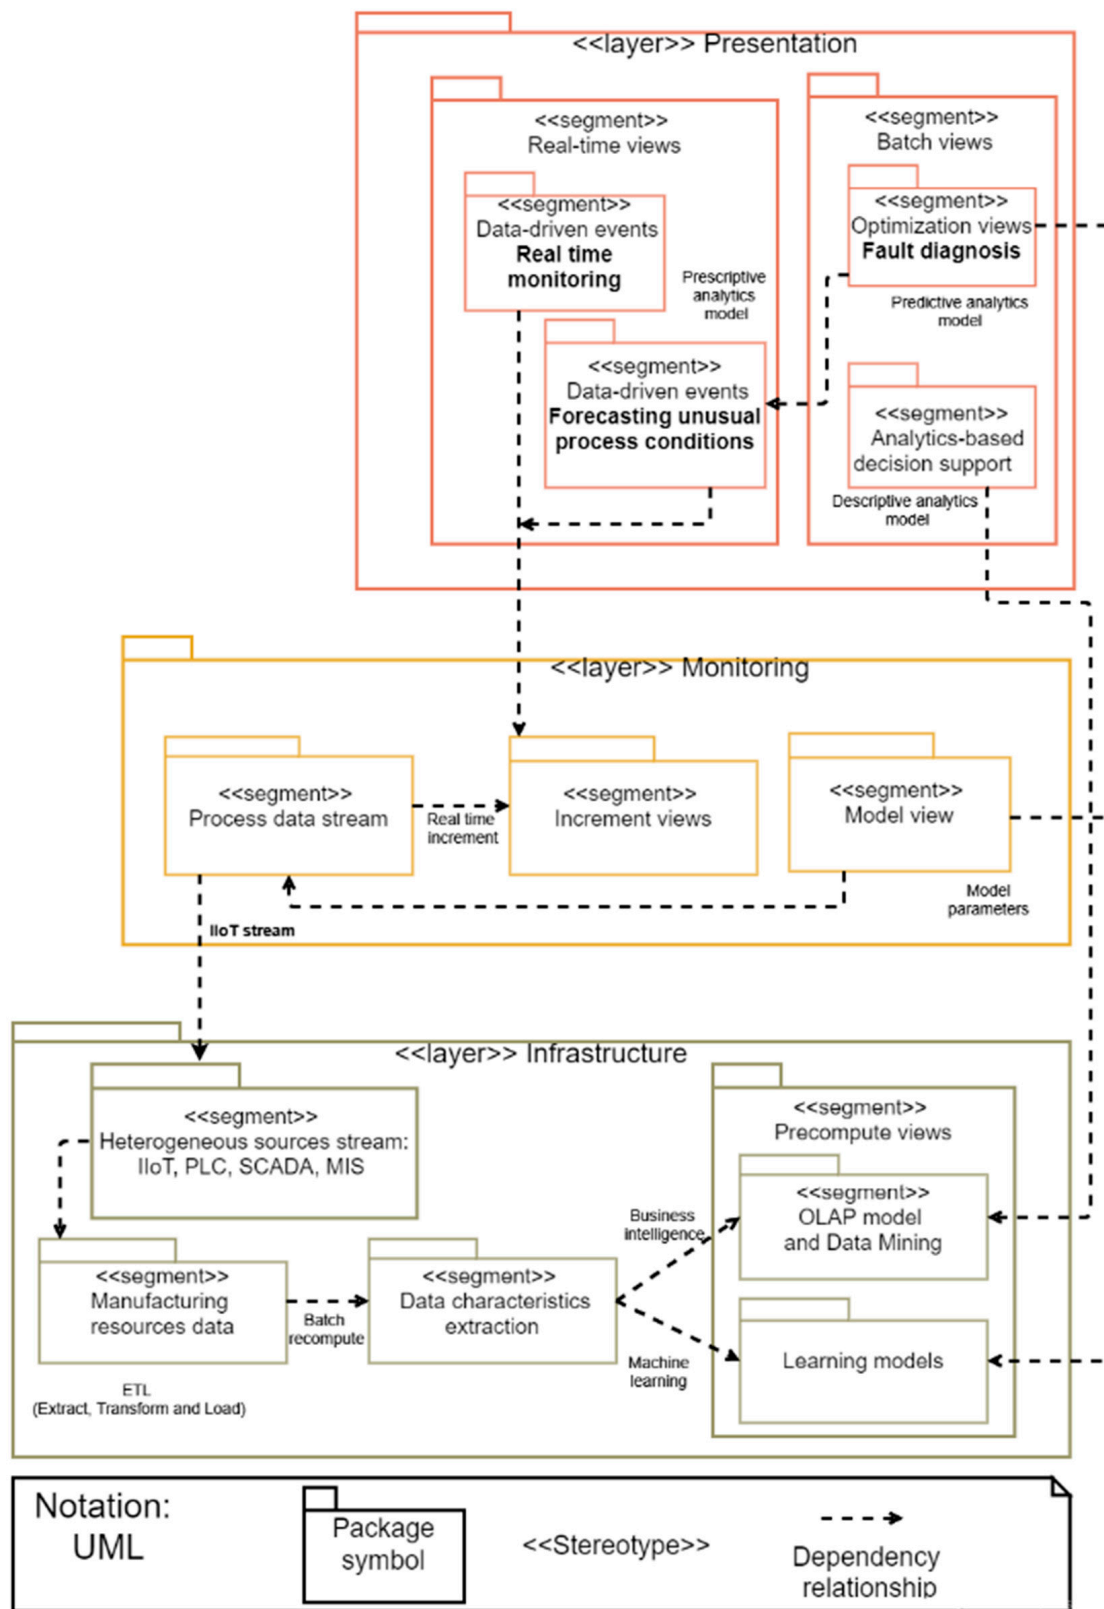 <<layer>> Presentation
<<segment>>
Real-time views
<<segment>>
Data-driven events
Real time
monitoring
Prescriptive
analytics
model
<<segment>>
Data-driven events
Forecasting unusual
process conditions
<<segment>>
Batch views
<<segment>>
Optimization views
Fault diagnosis
Predictive analytics
model
<<segment>>
Analytics-based
decision support
Descriptive analytics
model
<<layer>> Monitoring
<<segment>>
Process data stream
Real time
increment
<<segment>>
Increment views
<<segment>>
Model view
Model
parameters
IIoT stream
<<layer>> Infrastructure
<<segment>>
Heterogeneous sources stream:
IIoT, PLC, SCADA, MIS
<<segment>>
Manufacturing
resources data
ETL
(Extract, Transform and Load)
Batch
recompute
<<segment>>
Data characteristics
extraction
Business
intelligence
Machine
learning
<<segment>>
Precompute views
<<segment>>
OLAP model
and Data Mining
Learning models
Notation:
UML
Package
symbol
<<Stereotype>>
Dependency
relationship